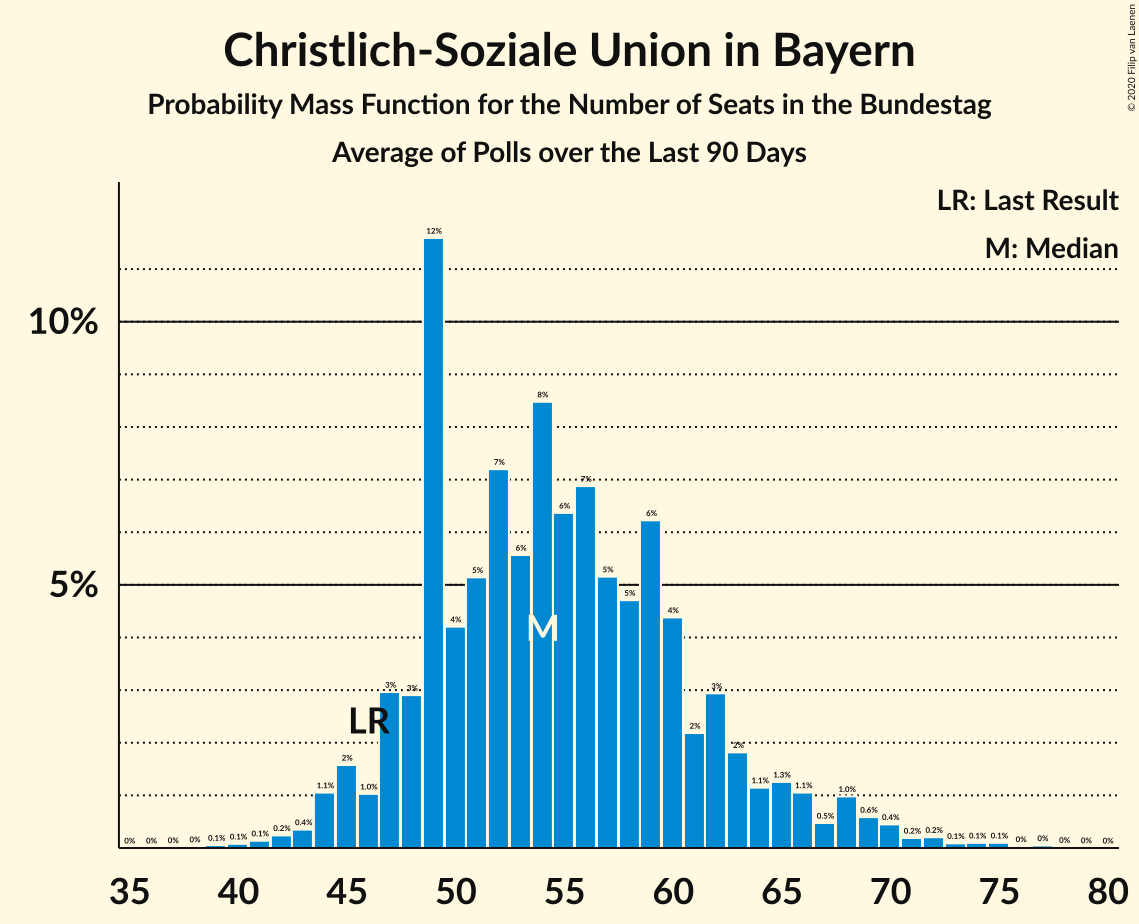 Christlich-Soziale Union in Bayern
Probability Mass Function for the Number of Seats in the Bundestag
Average of Polls over the Last 90 Days
© 2020 Filip van Laenen
LR: Last Result
M: Median
10%
5%
0% 0% 0% 0% 0.1% 0.1% 0.1% 0.2% 0.4% 1.1% 2% 1.0% 3% 3% 12% 4% 5% 7% 6% 8% 6% 7% 5% 5% 6% 4% 2% 3% 2% 1.1% 1.3% 1.1% 0.5% 1.0% 0.6% 0.4% 0.2% 0.2% 0.1% 0.1% 0.1% 0% 0% 0% 0% 0%
LR
M
35 40 45 50 55 60 65 70 75 80